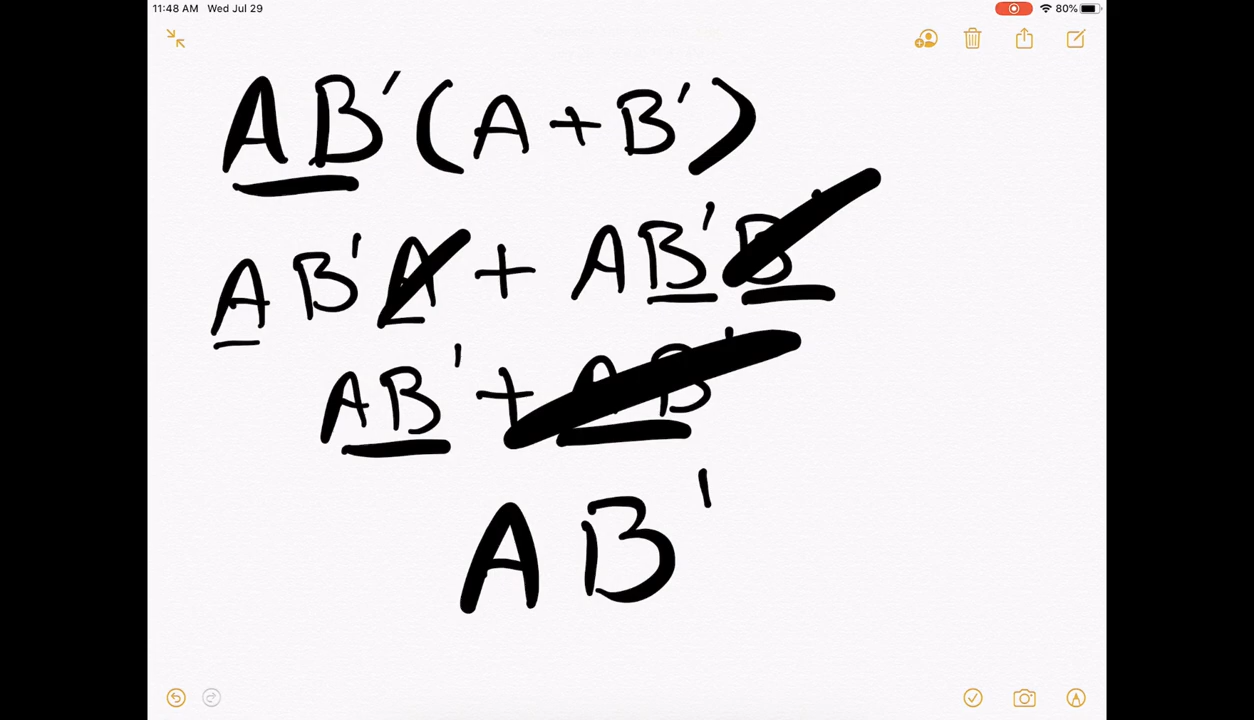 11:48 AM Wed Jul 29
80%
AB'(A+B')
AB'A + AB'B'
AB' + AB'
AB'